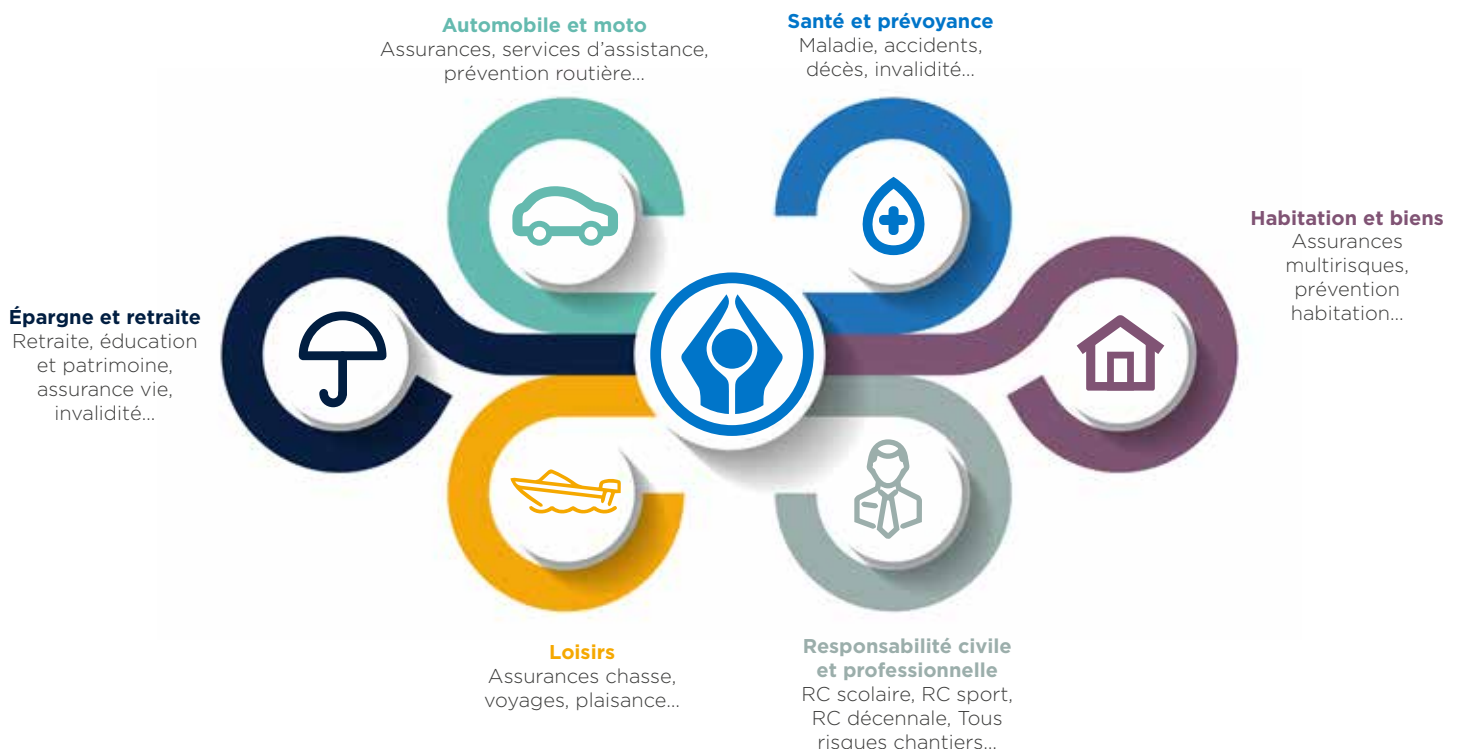 Automobile et moto
Assurances, services d’assistance,
prévention routière...
Santé et prévoyance
Maladie, accidents,
décès, invalidité...
Habitation et biens
Assurances
multirisques,
prévention
habitation...
Épargne et retraite
Retraite, éducation
et patrimoine,
assurance vie,
invalidité...
Loisirs
Assurances chasse,
voyages, plaisance...
Responsabilité civile
et professionnelle
RC scolaire, RC sport,
RC décennale, Tous
risques chantiers...